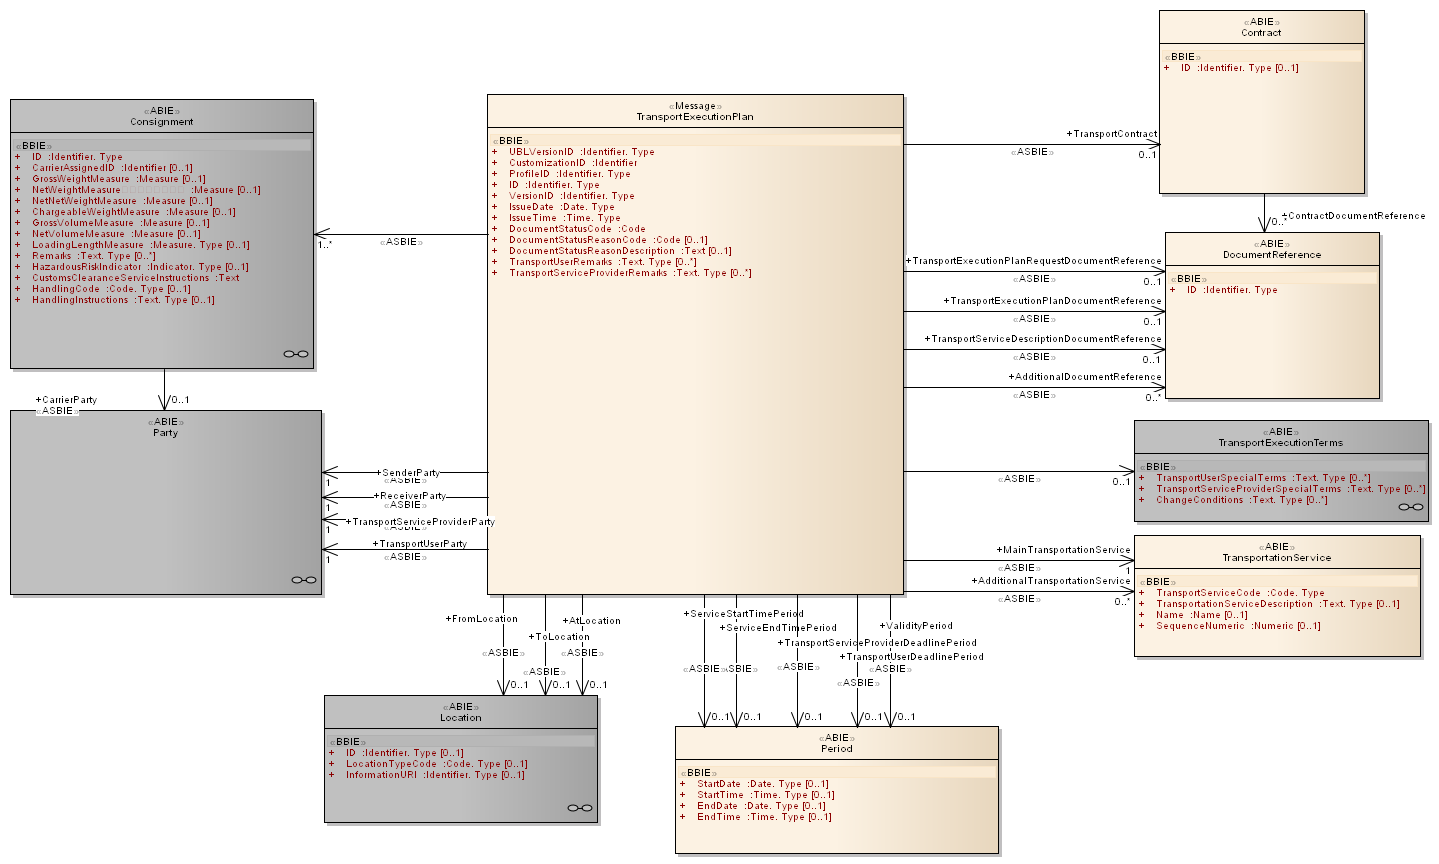 «ABIE»
Contract
«BBIE»
+ ID :Identifier. Type [0..1]
«ABIE»
Consignment
«BBIE»
+ ID :Identifier. Type
+ CarrierAssignedID :Identifier [0..1]
+ GrossWeightMeasure :Measure [0..1]
+ NetWeightMeasure□□□□□□□□ :Measure [0..1]
+ NetNetWeightMeasure :Measure [0..1]
+ ChargeableWeightMeasure :Measure [0..1]
+ GrossVolumeMeasure :Measure [0..1]
+ NetVolumeMeasure :Measure [0..1]
+ LoadingLengthMeasure :Measure. Type [0..1]
+ Remarks :Text. Type [0..*]
+ HazardousRiskIndicator :Indicator. Type [0..1]
+ CustomsClearanceServiceInstructions :Text
+ HandlingCode :Code. Type [0..1]
+ HandlingInstructions :Text. Type [0..1]
«Message»
TransportExecutionPlan
«BBIE»
+ UBLVersionID :Identifier. Type
+ CustomizationID :Identifier
+ ProfileID :Identifier. Type
+ ID :Identifier. Type
+ VersionID :Identifier. Type
+ IssueDate :Date. Type
+ IssueTime :Time. Type
+ DocumentStatusCode :Code
+ DocumentStatusReasonCode :Code [0..1]
+ DocumentStatusReasonDescription :Text [0..1]
+ TransportUserRemarks :Text. Type [0..*]
+ TransportServiceProviderRemarks :Text. Type [0..*]
+TransportContract
«ASBIE»
0..1
+ContractDocumentReference
0..*
1..*
«ASBIE»
«ABIE»
DocumentReference
«BBIE»
+ ID :Identifier. Type
+TransportExecutionPlanRequestDocumentReference
«ASBIE»
0..1
+TransportExecutionPlanDocumentReference
«ASBIE»
0..1
+TransportServiceDescriptionDocumentReference
«ASBIE»
0..1
+AdditionalDocumentReference
«ASBIE»
0..*
+CarrierParty
0..1
«ASBIE»
«ABIE»
Party
+SenderParty
«ASBIE»
1
+ReceiverParty
«ASBIE»
1
+TransportServiceProviderParty
«ASBIE»
1
+TransportUserParty
«ASBIE»
1
«ABIE»
TransportExecutionTerms
«BBIE»
+ TransportUserSpecialTerms :Text. Type [0..*]
+ TransportServiceProviderSpecialTerms :Text. Type [0..*]
+ ChangeConditions :Text. Type [0..*]
«ASBIE»
0..1
«ABIE»
TransportationService
«BBIE»
+ TransportServiceCode :Code. Type
+ TransportationServiceDescription :Text. Type [0..1]
+ Name :Name [0..1]
+ SequenceNumeric :Numeric [0..1]
+MainTransportationService
«ASBIE»
1
+AdditionalTransportationService
«ASBIE»
0..*
+FromLocation
«ASBIE»
0..1
+ToLocation
«ASBIE»
0..1
+AtLocation
«ASBIE»
0..1
+ServiceStartTimePeriod
«ASBIE»
0..1
+ServiceEndTimePeriod
«ASBIE»
0..1
+TransportServiceProviderDeadlinePeriod
«ASBIE»
0..1
+TransportUserDeadlinePeriod
«ASBIE»
0..1
+ValidityPeriod
«ASBIE»
0..1
«ABIE»
Location
«BBIE»
+ ID :Identifier. Type [0..1]
+ LocationTypeCode :Code. Type [0..1]
+ InformationURI :Identifier. Type [0..1]
«ABIE»
Period
«BBIE»
+ StartDate :Date. Type [0..1]
+ StartTime :Time. Type [0..1]
+ EndDate :Date. Type [0..1]
+ EndTime :Time. Type [0..1]